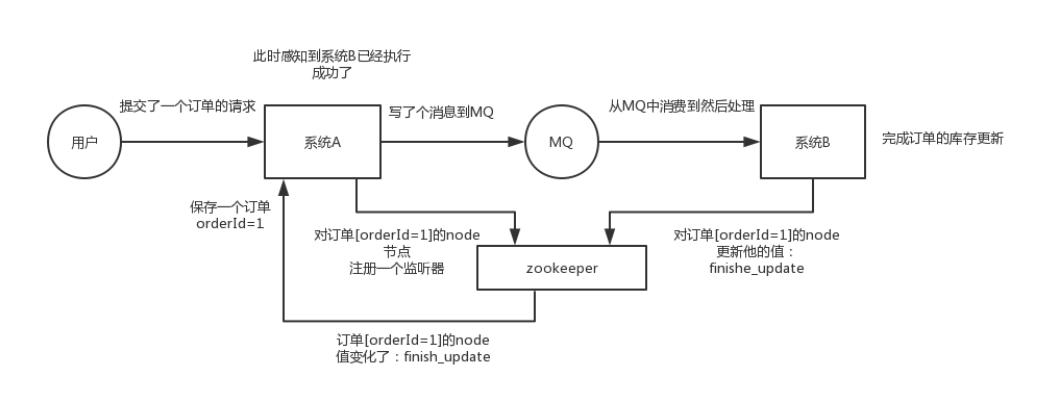 此时感知到系统B已经执行
成功了
提交了一个订单的请求
写了个消息到MQ
从MQ中消费到然后处理
用户
系统A
MQ
系统B
完成订单的库存更新
保存一个订单
orderId=1
对订单[orderId=1]的node
节点
注册一个监听器
对订单[orderId=1]的node
更新他的值：
finishe_update
zookeeper
订单[orderId=1]的node
值变化了：finish_update